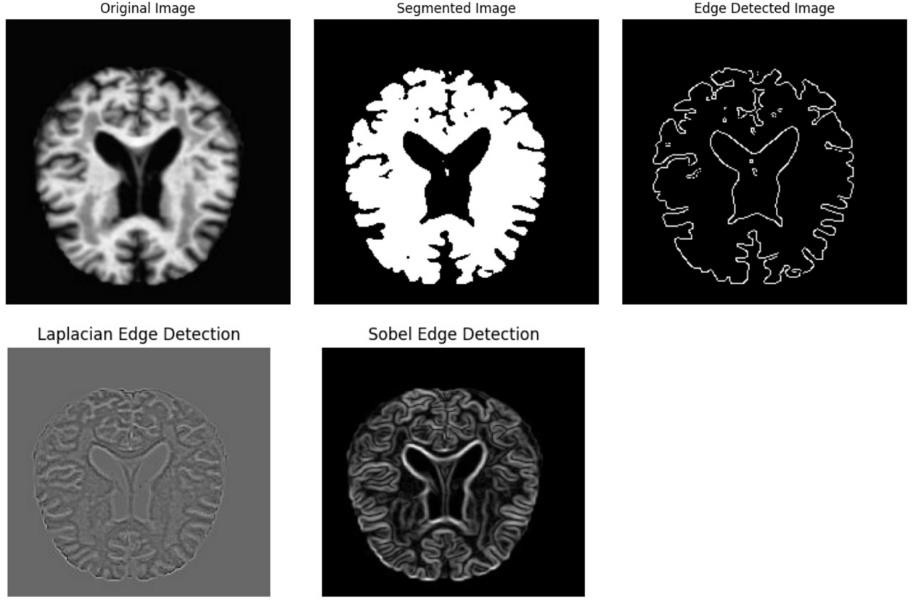 Original Image
Segmented Image
Edge Detected Image
Laplacian Edge Detection
Sobel Edge Detection